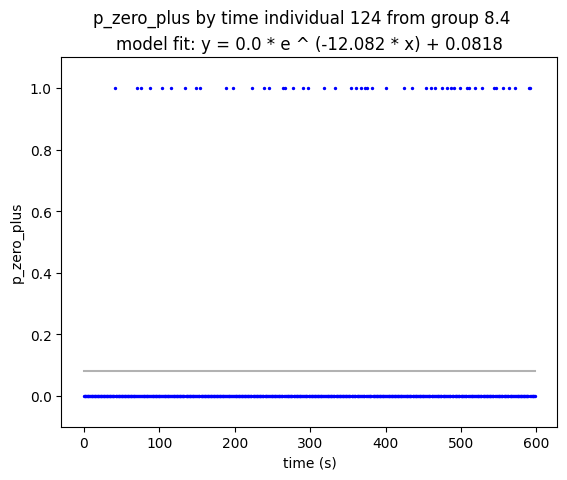 p_zero_plus by time individual 124 from group 8.4
model fit: y = 0.0 * e ^ (-12.082 * x) + 0.0818
1.0
0.8
0.6
0.4
0.2
0.0
p_zero_plus
0 100 200 300 400 500 600
time (s)